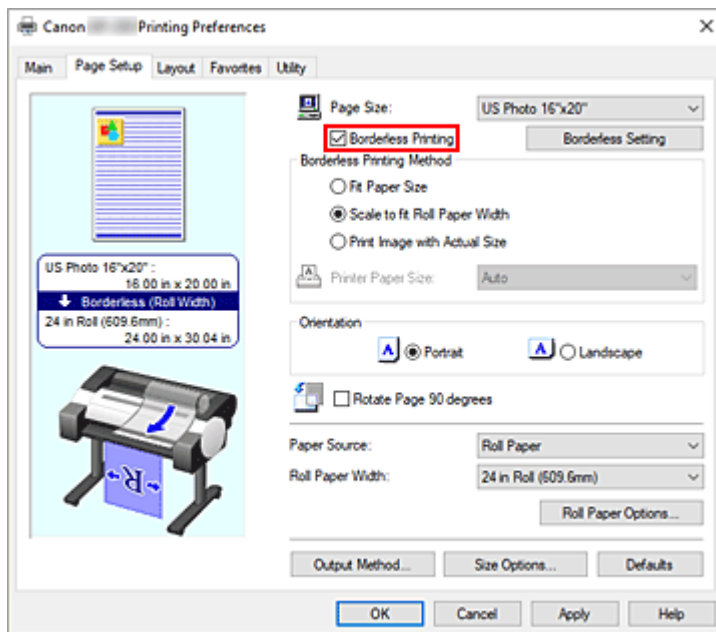 Canon Printing Preferences
Main Page Setup Layout Favorites Utility
Page Size: US Photo 16"x20"
Borderless Printing Borderless Setting
Borderless Printing Method
Fit Paper Size
Scale to fit Roll Paper Width
Print Image with Actual Size
Printer Paper Size: Auto
US Photo 16"x20" :
16.00 in x 20.00 in
Borderless (Roll Width)
24 in Roll (609.6mm) :
24.00 in x 30.04 in
R
Orientation
A Portrait A Landscape
Rotate Page 90 degrees
Paper Source: Roll Paper
Roll Paper Width: 24 in Roll (609.6mm)
Roll Paper Options...
Output Method... Size Options... Defaults
OK Cancel Apply Help